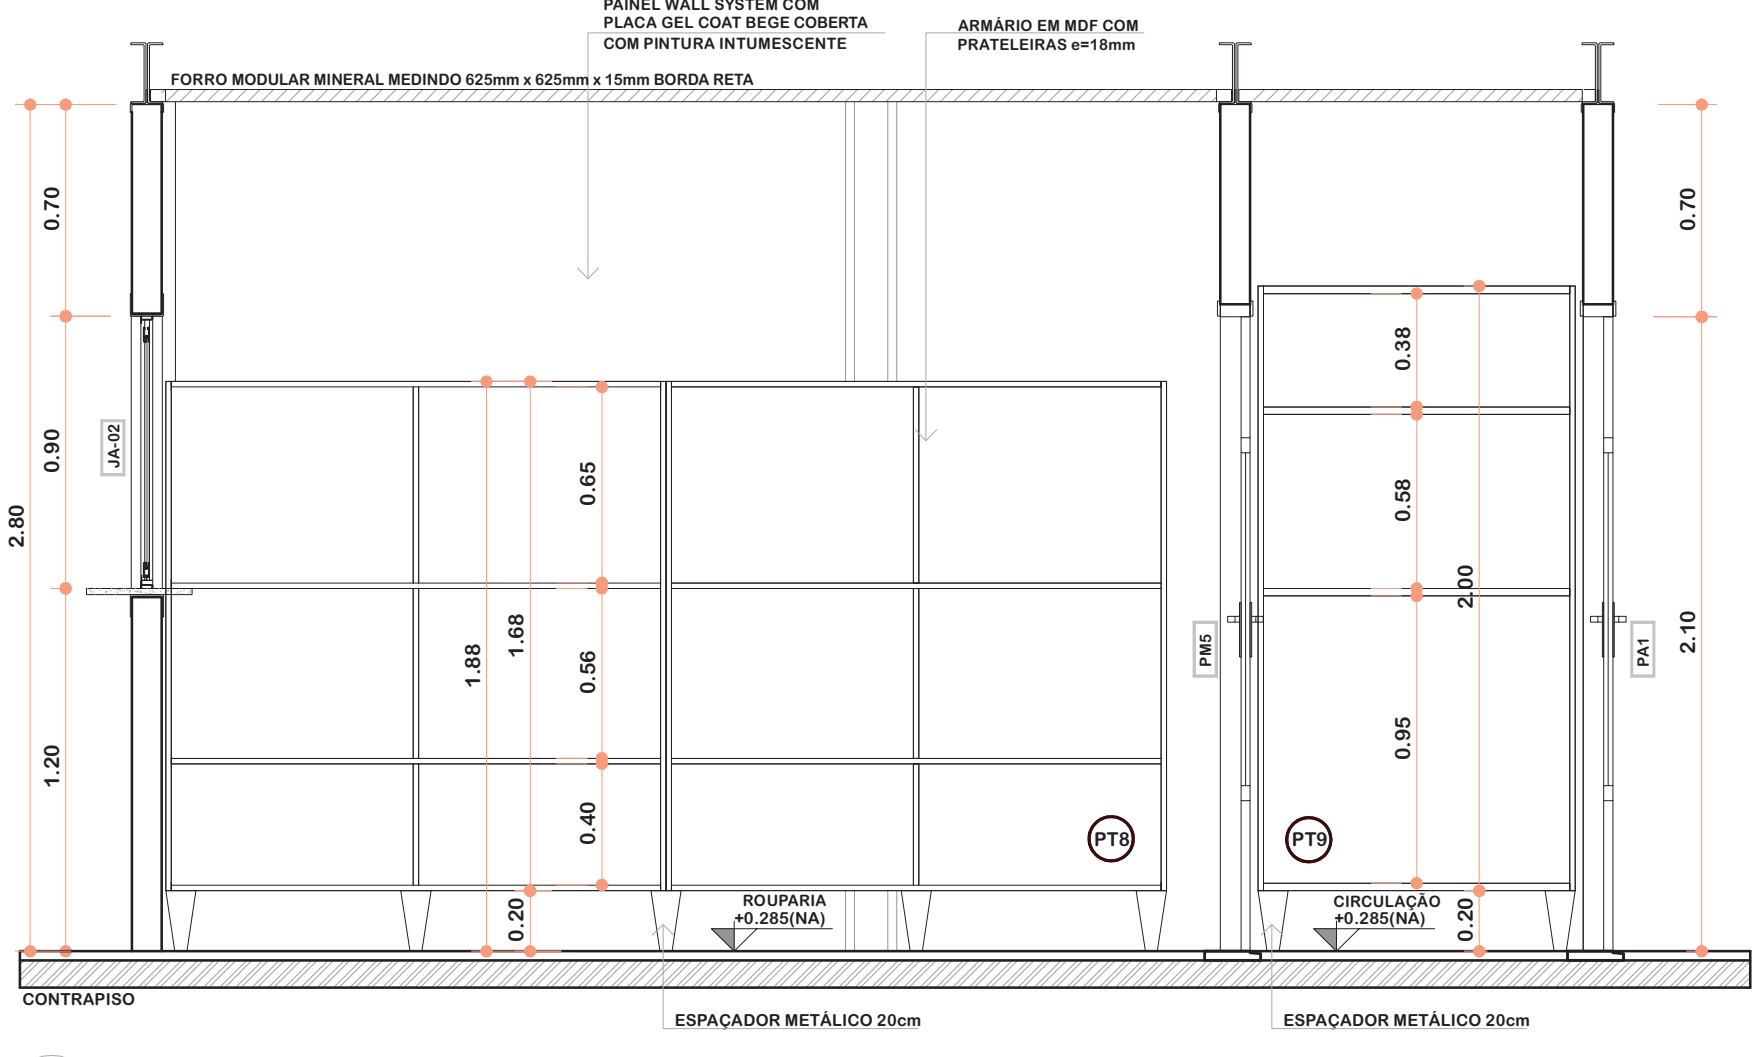 PAINEL WALL SYSTEM COM
PLACA GEL COAT BEGE COBERTA
COM PINTURA INTUMESCENTE
ARMÁRIO EM MDF COM
PRATELEIRAS e=18mm
FORRO MODULAR MINERAL MEDINDO 625mm x 625mm x 15mm BORDA RETA
0.70
0.90
1.20
2.80
JA-02
1.88
1.68
0.20
0.65
0.56
0.40
PT8
ROUPARIA
+0.285(NA)
PM5
0.38
0.58
0.95
2.00
0.20
PT9
CIRCULAÇÃO
+0.285(NA)
PA1
0.70
2.10
CONTRAPISO
ESPAÇADOR METÁLICO 20cm
ESPAÇADOR METÁLICO 20cm